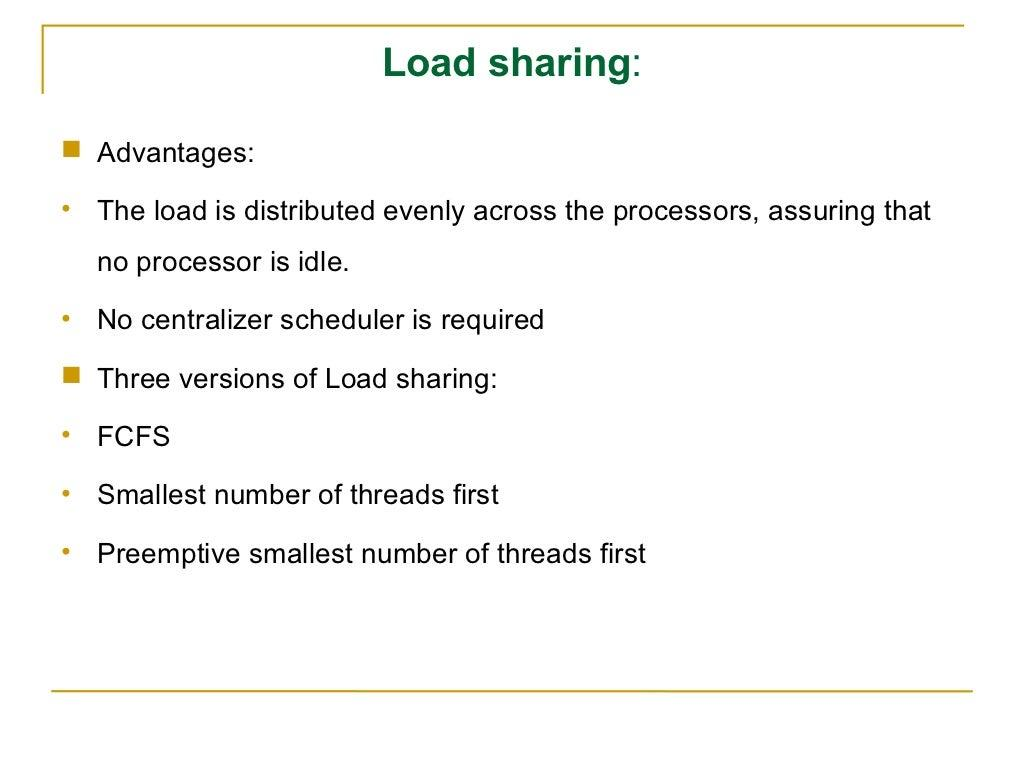 Load sharing:
Advantages:
The load is distributed evenly across the processors, assuring that
no processor is idle.
No centralizer scheduler is required
Three versions of Load sharing:
FCFS
Smallest number of threads first
Preemptive smallest number of threads first